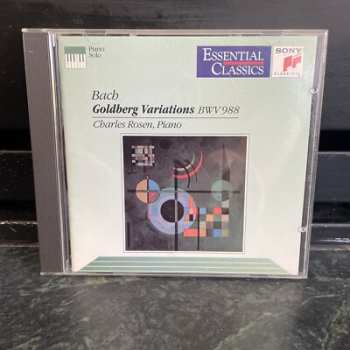 Piano
Solo
ESSENTIAL
CLASSICS
SONY
CLASSICAL
Bach
Goldberg Variations BWV 988
Charles Rosen, Piano